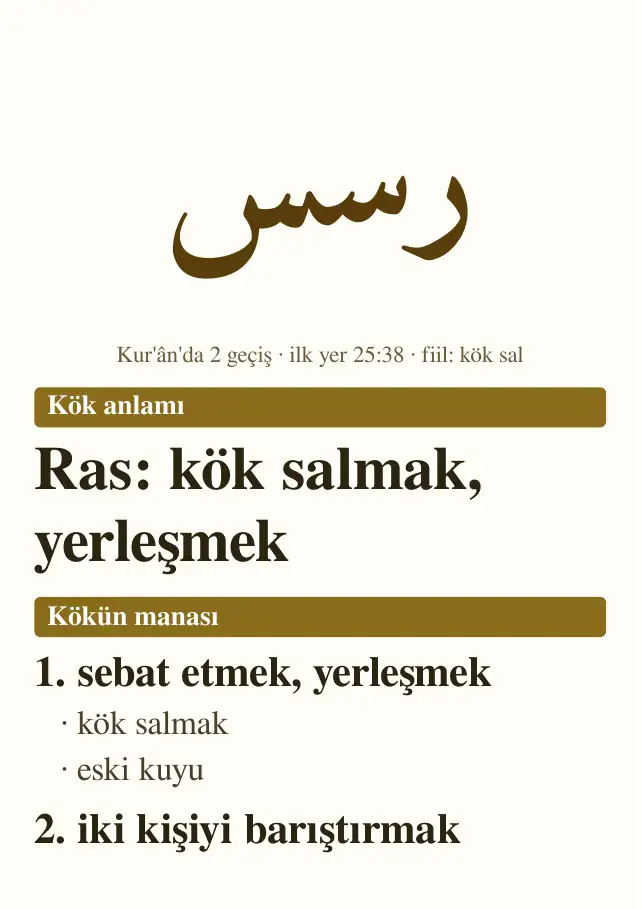 رسس
Kur'ân'da 2 geçiş · ilk yer 25:38 · fiil: kök sal
Kök anlamı
Ras: kök salmak,
yerleşmek
Kökün manası
1. sebat etmek, yerleşmek
· kök salmak
· eski kuyu
2. iki kişiyi barıştırmak